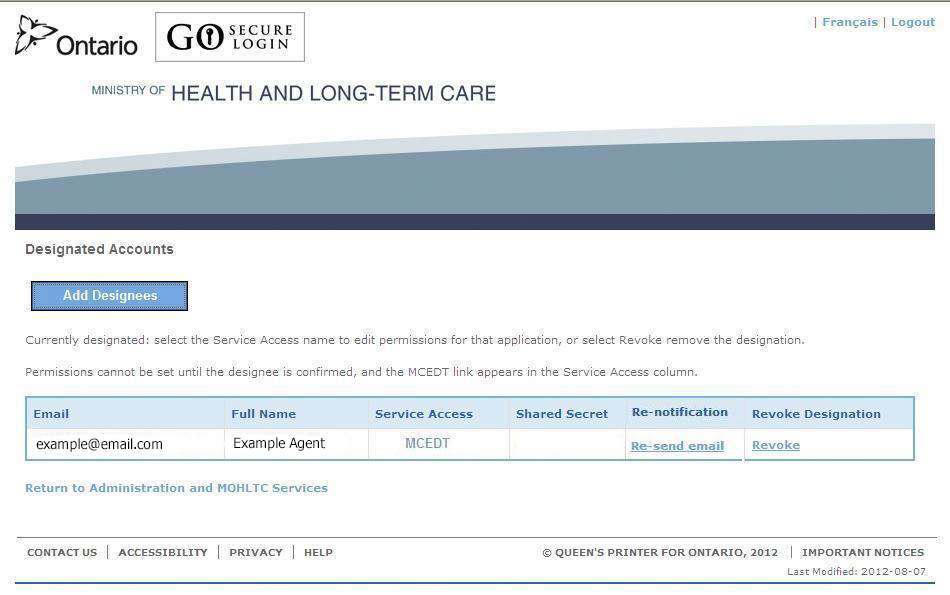 | Français | Logout
Ontario GO SECURE LOGIN
MINISTRY OF HEALTH AND LONG-TERM CARE
Designated Accounts
Add Designees
Currently designated: select the Service Access name to edit permissions for that application, or select Revoke remove the designation.
Permissions cannot be set until the designee is confirmed, and the MCEDT link appears in the Service Access column.
Email Full Name Service Access Shared Secret Re-notification Revoke Designation
example@email.com Example Agent MCEDT Re-send email Revoke
Return to Administration and MOHLTC Services
CONTACT US | ACCESSIBILITY | PRIVACY | HELP © QUEEN'S PRINTER FOR ONTARIO, 2012 | IMPORTANT NOTICES
Last Modified: 2012-08-07